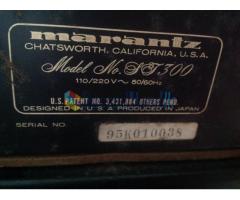 marantz
CHATSWORTH, CALIFORNIA, U.S.A.
Model No. ST300
110/220V ~ 50/60Hz
U.S. PATENT NO. 3,431,884 OTHERS PEND.
DESIGNED IN U.S.A. PRODUCED IN JAPAN
SERIAL NO.
95K010038